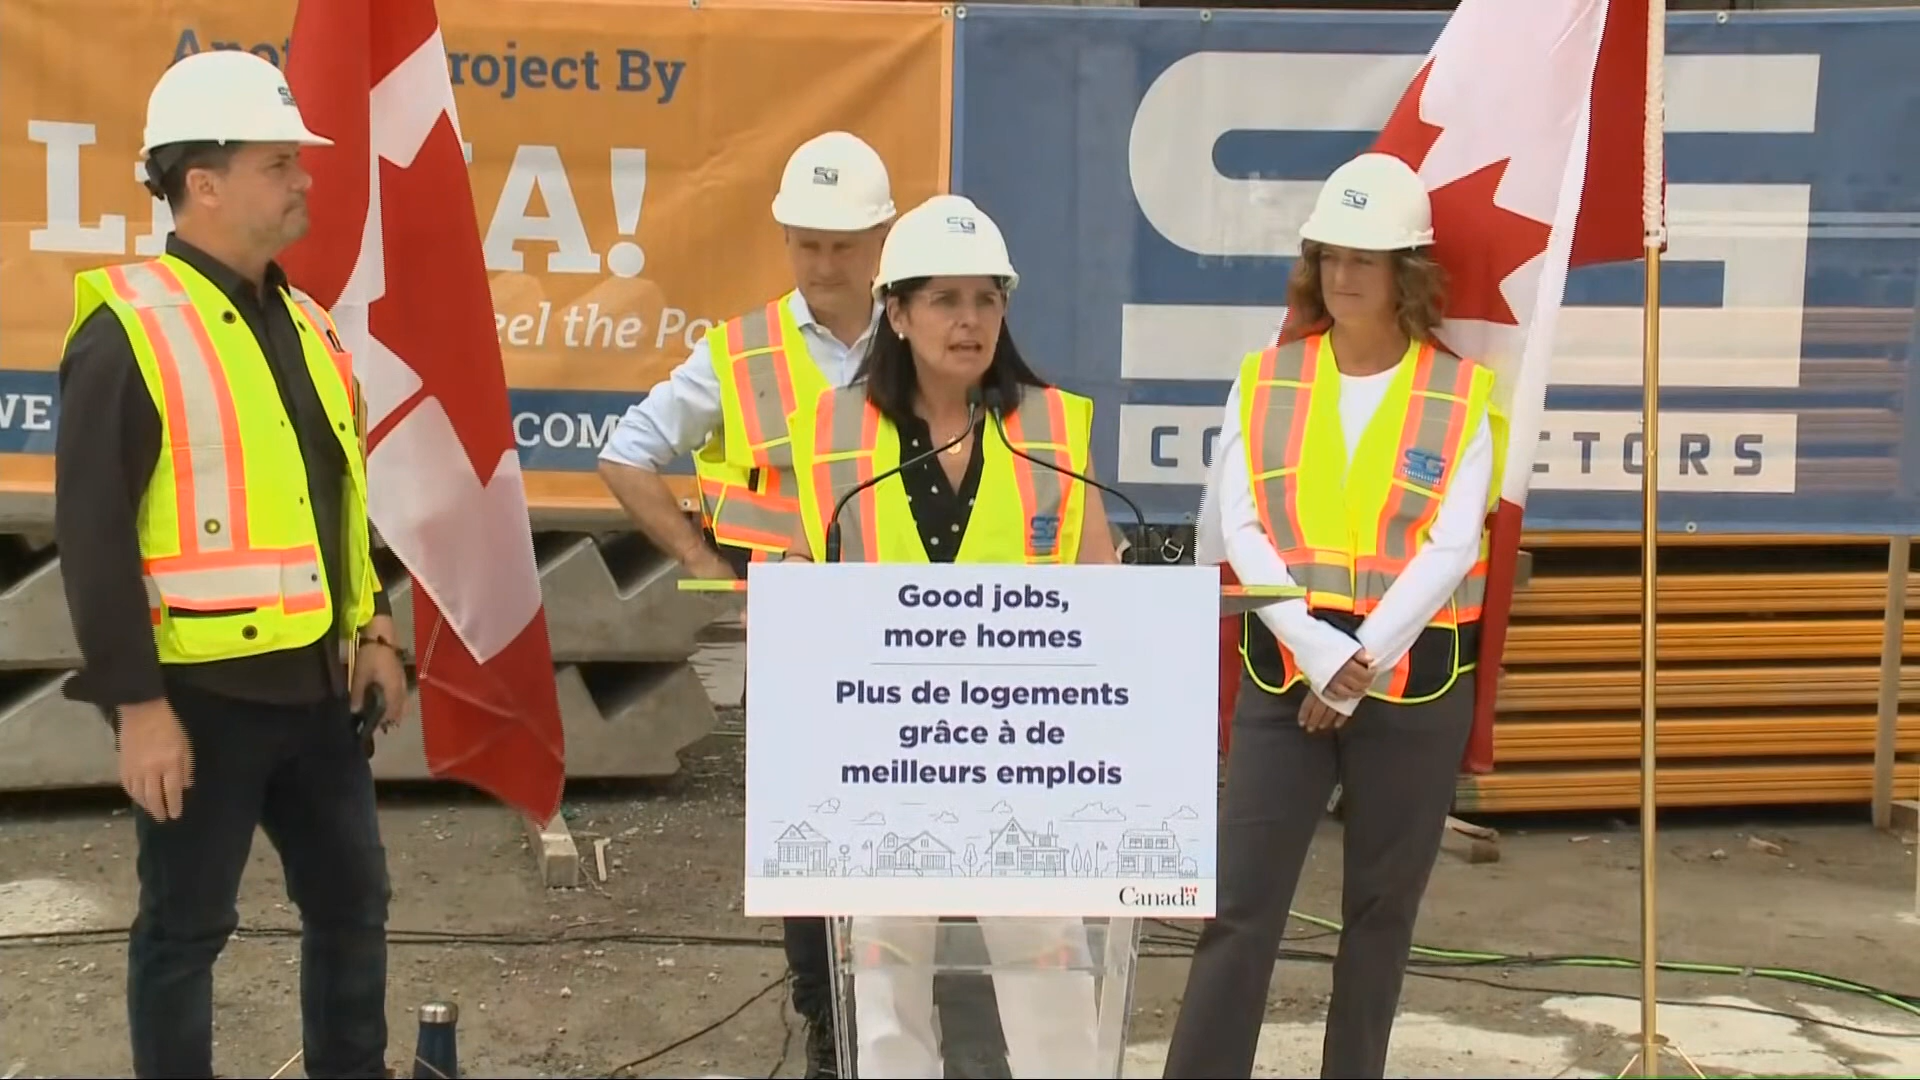 Project By
A!
eel the Po
WE
COM
SG
CTORS
SG
SG
SG
SG
Good jobs,
more homes
Plus de logements
grâce à de
meilleurs emplois
Canada